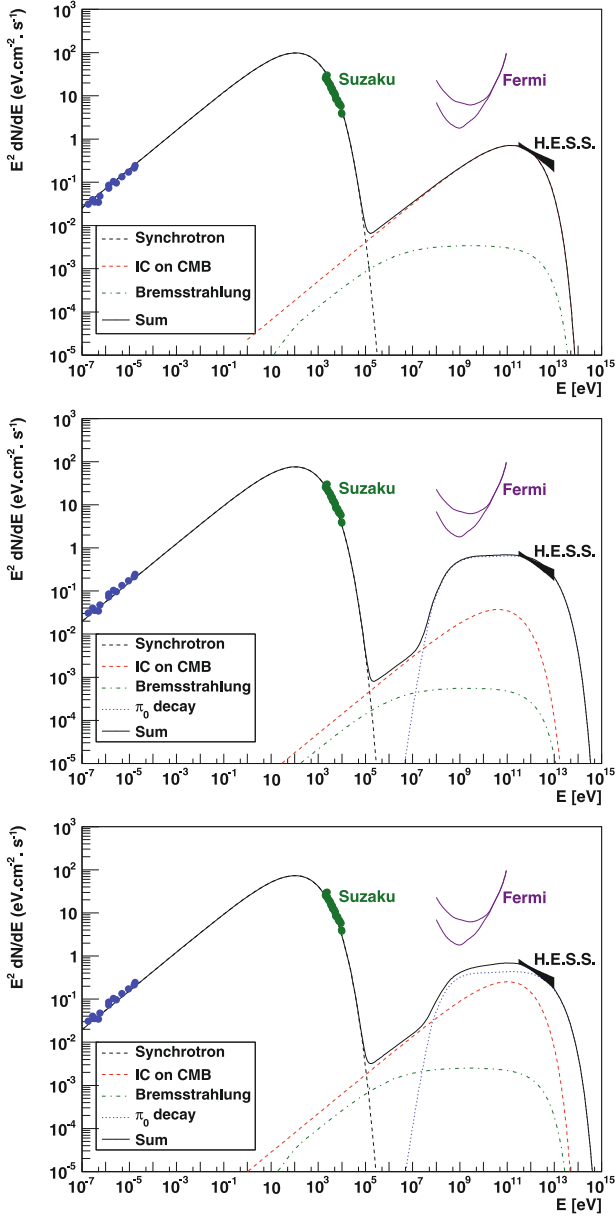 E² dN/dE (eV.cm⁻². s⁻¹)
10³
10²
10
1
10⁻¹
10⁻²
10⁻³
10⁻⁴
10⁻⁵
Suzaku
Fermi
H.E.S.S.
Synchrotron
IC on CMB
Bremsstrahlung
Sum
10⁻⁷ 10⁻⁵ 10⁻³ 10⁻¹ 10 10³ 10⁵ 10⁷ 10⁹ 10¹¹ 10¹³ 10¹⁵
E [eV]
E² dN/dE (eV.cm⁻². s⁻¹)
10³
10²
10
1
10⁻¹
10⁻²
10⁻³
10⁻⁴
10⁻⁵
Suzaku
Fermi
H.E.S.S.
Synchrotron
IC on CMB
Bremsstrahlung
π₀ decay
Sum
10⁻⁷ 10⁻⁵ 10⁻³ 10⁻¹ 10 10³ 10⁵ 10⁷ 10⁹ 10¹¹ 10¹³ 10¹⁵
E [eV]
E² dN/dE (eV.cm⁻². s⁻¹)
10³
10²
10
1
10⁻¹
10⁻²
10⁻³
10⁻⁴
10⁻⁵
Suzaku
Fermi
H.E.S.S.
Synchrotron
IC on CMB
Bremsstrahlung
π₀ decay
Sum
10⁻⁷ 10⁻⁵ 10⁻³ 10⁻¹ 10 10³ 10⁵ 10⁷ 10⁹ 10¹¹ 10¹³ 10¹⁵
E [eV]